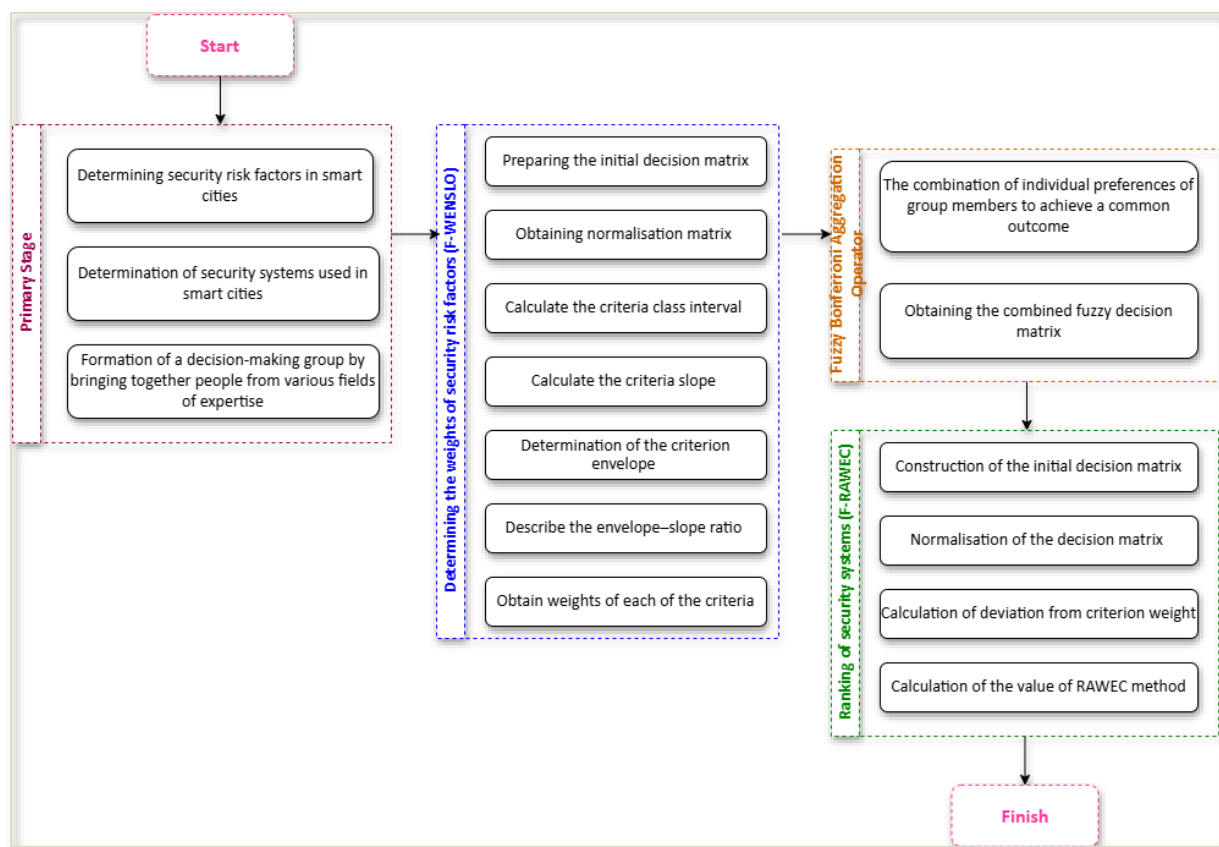 Start
Primary Stage
Determining security risk factors in smart
cities
Determination of security systems used in
smart cities
Formation of a decision-making group by
bringing together people from various fields
of expertise
Determining the weights of security risk factors (F-WENSLO)
Preparing the initial decision matrix
Obtaining normalisation matrix
Calculate the criteria class interval
Calculate the criteria slope
Determination of the criterion
envelope
Describe the envelope–slope ratio
Obtain weights of each of the criteria
Fuzzy Bonferroni Aggregation
Operator
The combination of individual preferences of
group members to achieve a common
outcome
Obtaining the combined fuzzy decision
matrix
Ranking of security systems (F-RAWEC)
Construction of the initial decision matrix
Normalisation of the decision matrix
Calculation of deviation from criterion weight
Calculation of the value of RAWEC method
Finish